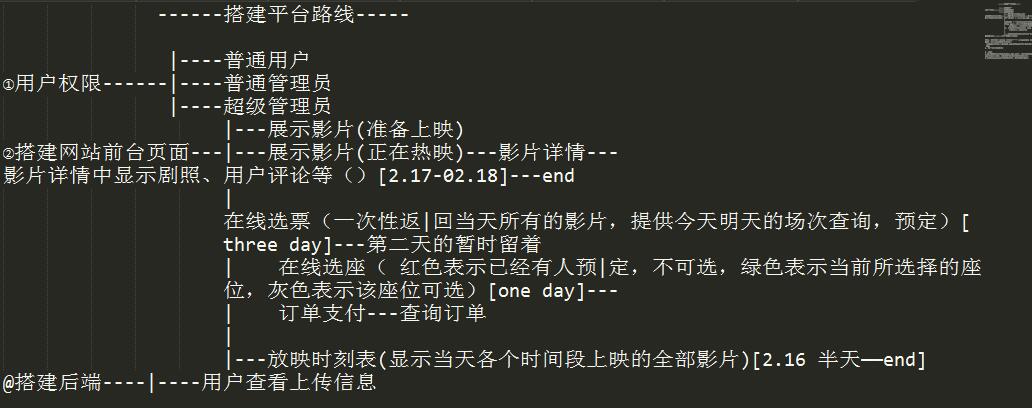 ------搭建平台路线-----
|----普通用户
①用户权限------|----普通管理员
|----超级管理员
|---展示影片(准备上映)
②搭建网站前台页面---|---展示影片(正在热映)---影片详情---
影片详情中显示剧照、用户评论等（）[2.17-02.18]---end
|
在线选票（一次性返|回当天所有的影片，提供今天明天的场次查询，预定）[
three day]---第二天的暂时留着
|    在线选座（ 红色表示已经有人预|定，不可选，绿色表示当前所选择的座
位，灰色表示该座位可选）[one day]---
|    订单支付---查询订单
|
|---放映时刻表(显示当天各个时间段上映的全部影片)[2.16 半天——end]
@搭建后端----|----用户查看上传信息